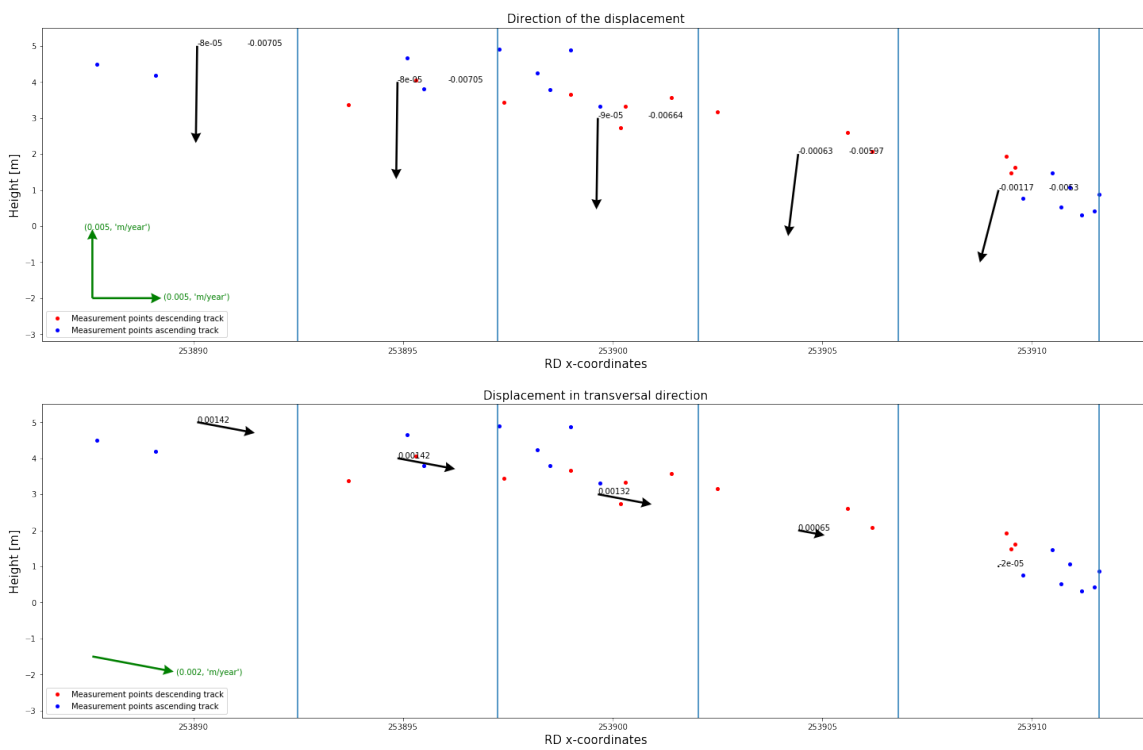 Direction of the displacement
5
4
3
2
1
0
−1
−2
−3
Height [m]
-8e-05 -0.00705
-8e-05 -0.00705
-9e-05 -0.00664
-0.00063 -0.00597
-0.00117 -0.0053
(0.005, 'm/year')
(0.005, 'm/year')
Measurement points descending track
Measurement points ascending track
253890 253895 253900 253905 253910
RD x-coordinates
Displacement in transversal direction
5
4
3
2
1
0
−1
−2
−3
Height [m]
0.00142
0.00142
0.00132
0.00065
-2e-05
(0.002, 'm/year')
Measurement points descending track
Measurement points ascending track
253890 253895 253900 253905 253910
RD x-coordinates